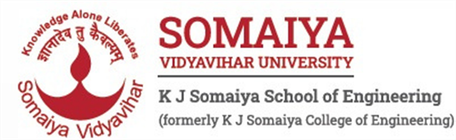 Knowledge Alone Liberates
ज्ञानादेव तु कैवल्यम्
Somaiya Vidyavihar
SOMAIYA
VIDYAVIHAR UNIVERSITY
K J Somaiya School of Engineering
(formerly K J Somaiya College of Engineering)